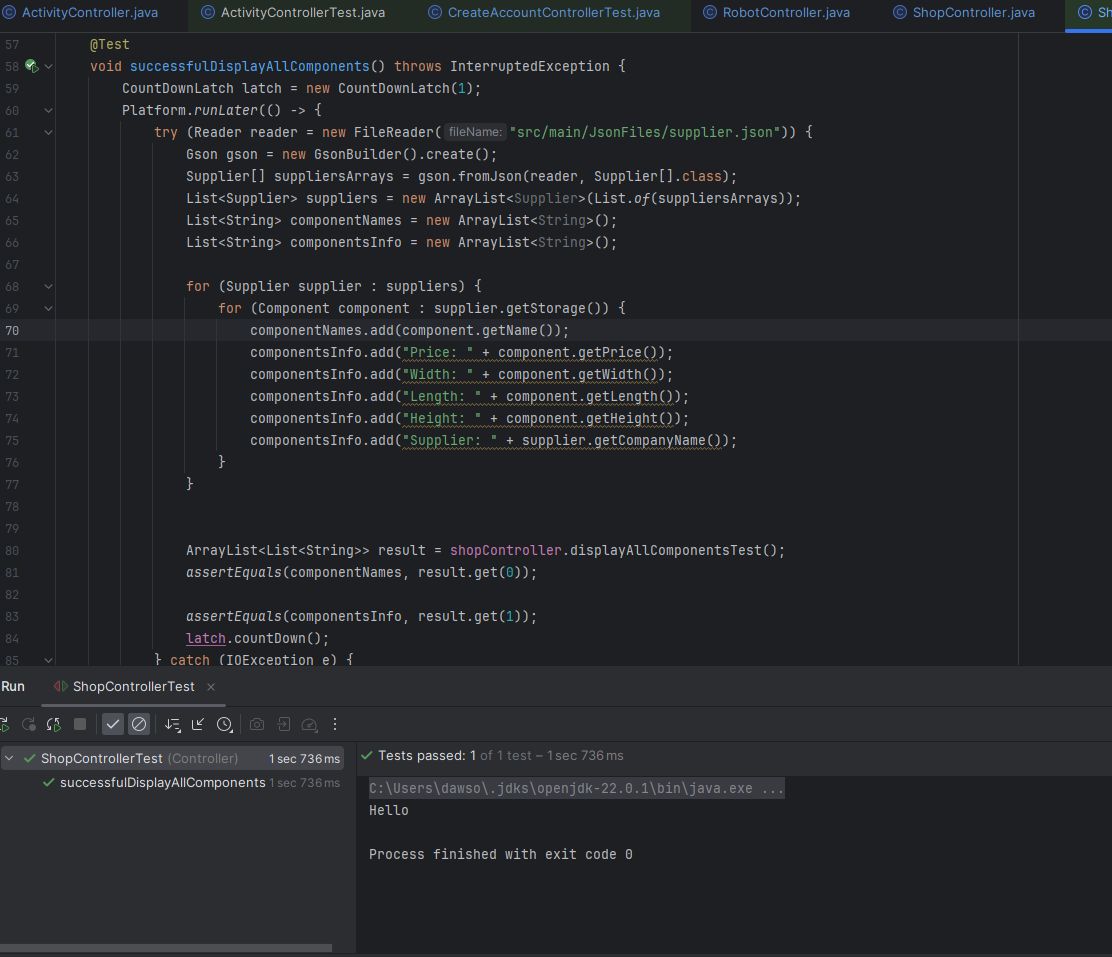 ActivityController.java ActivityControllerTest.java CreateAccountControllerTest.java RobotController.java ShopController.java Sh
57 @Test
58 void successfulDisplayAllComponents() throws InterruptedException {
59 CountDownLatch latch = new CountDownLatch(1);
60 Platform.runLater(() -> {
61 try (Reader reader = new FileReader( fileName: "src/main/JsonFiles/supplier.json")) {
62 Gson gson = new GsonBuilder().create();
63 Supplier[] suppliersArrays = gson.fromJson(reader, Supplier[].class);
64 List<Supplier> suppliers = new ArrayList<Supplier>(List.of(suppliersArrays));
65 List<String> componentNames = new ArrayList<String>();
66 List<String> componentsInfo = new ArrayList<String>();
67
68 for (Supplier supplier : suppliers) {
69 for (Component component : supplier.getStorage()) {
70 componentNames.add(component.getName());
71 componentsInfo.add("Price: " + component.getPrice());
72 componentsInfo.add("Width: " + component.getWidth());
73 componentsInfo.add("Length: " + component.getLength());
74 componentsInfo.add("Height: " + component.getHeight());
75 componentsInfo.add("Supplier: " + supplier.getCompanyName());
76 }
77 }
78
79
80 ArrayList<List<String>> result = shopController.displayAllComponentsTest();
81 assertEquals(componentNames, result.get(0));
82
83 assertEquals(componentsInfo, result.get(1));
84 latch.countDown();
85 } catch (IOException e) {
Run ShopControllerTest
ShopControllerTest (Controller) 1 sec 736 ms
successfulDisplayAllComponents 1 sec 736 ms
Tests passed: 1 of 1 test – 1 sec 736 ms
C:\Users\dawso\.jdks\openjdk-22.0.1\bin\java.exe ...
Hello
Process finished with exit code 0